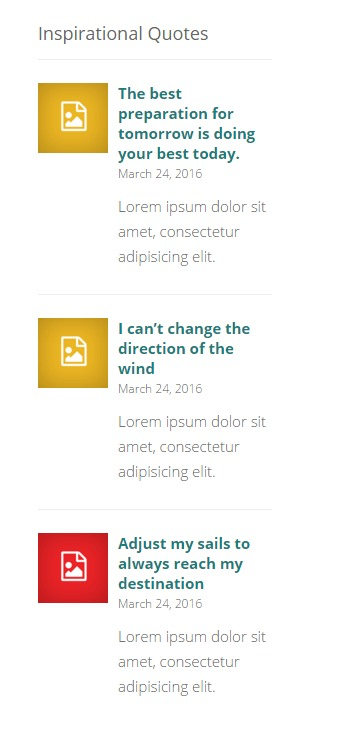 Inspirational Quotes
The best
preparation for
tomorrow is doing
your best today.
March 24, 2016
Lorem ipsum dolor sit
amet, consectetur
adipisicing elit.
I can’t change the
direction of the
wind
March 24, 2016
Lorem ipsum dolor sit
amet, consectetur
adipisicing elit.
Adjust my sails to
always reach my
destination
March 24, 2016
Lorem ipsum dolor sit
amet, consectetur
adipisicing elit.